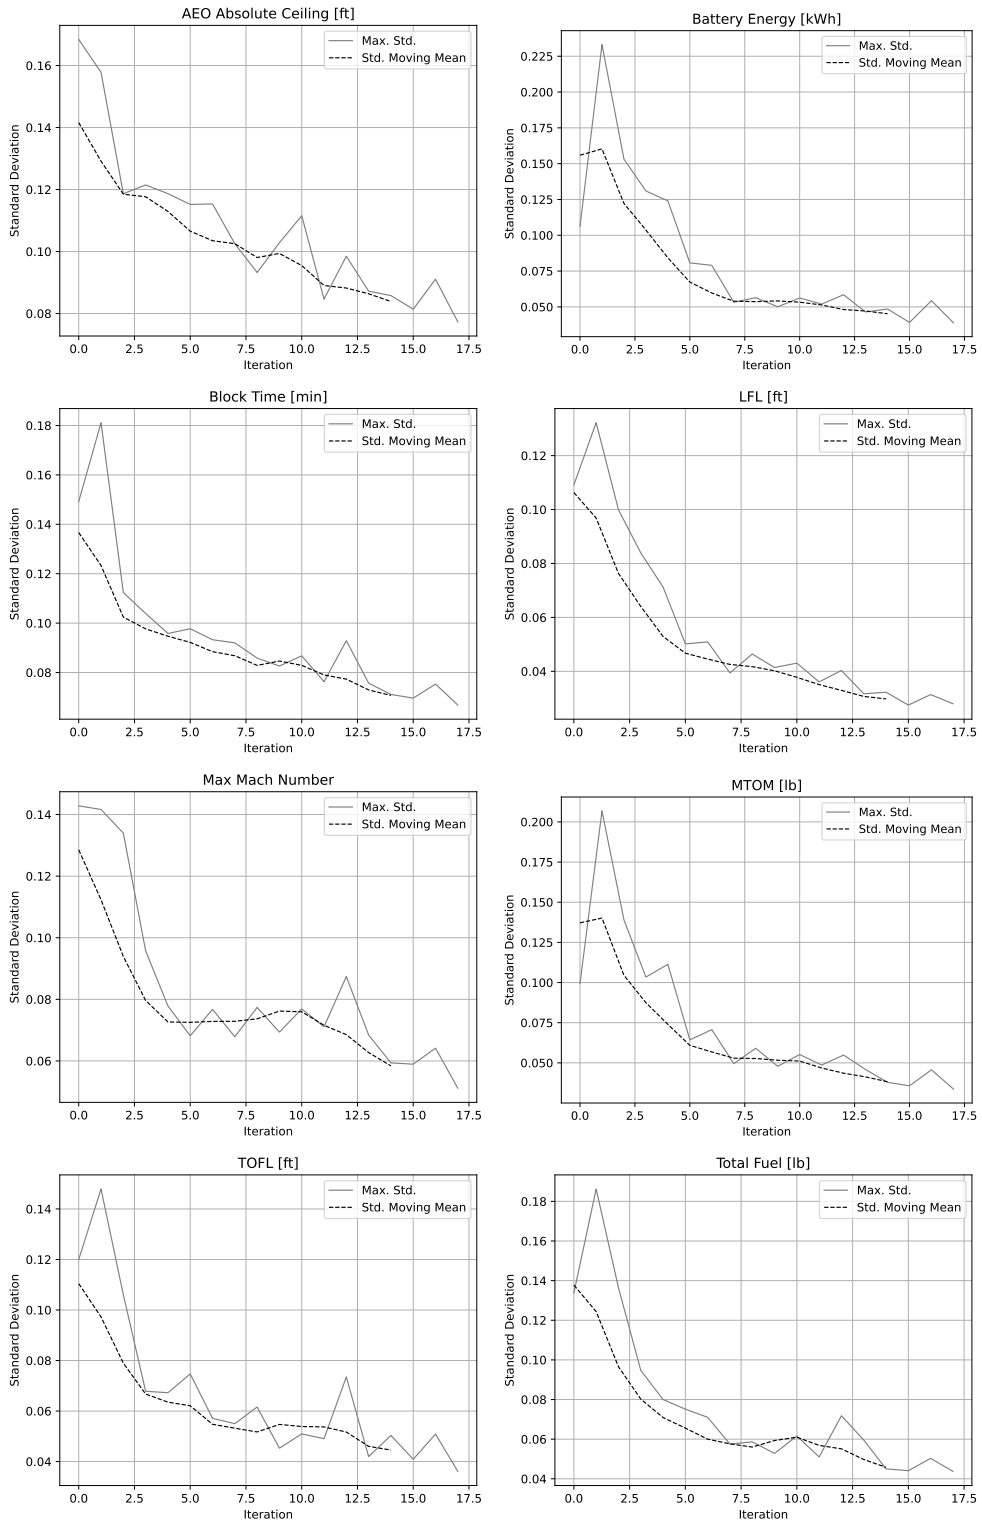 AEO Absolute Ceiling [ft]
Max. Std.
Std. Moving Mean
Standard Deviation
0.16
0.14
0.12
0.10
0.08
0.0 2.5 5.0 7.5 10.0 12.5 15.0 17.5
Iteration
Battery Energy [kWh]
Max. Std.
Std. Moving Mean
Standard Deviation
0.225
0.200
0.175
0.150
0.125
0.100
0.075
0.050
0.0 2.5 5.0 7.5 10.0 12.5 15.0 17.5
Iteration
Block Time [min]
Max. Std.
Std. Moving Mean
Standard Deviation
0.18
0.16
0.14
0.12
0.10
0.08
0.0 2.5 5.0 7.5 10.0 12.5 15.0 17.5
Iteration
LFL [ft]
Max. Std.
Std. Moving Mean
Standard Deviation
0.12
0.10
0.08
0.06
0.04
0.0 2.5 5.0 7.5 10.0 12.5 15.0 17.5
Iteration
Max Mach Number
Max. Std.
Std. Moving Mean
Standard Deviation
0.14
0.12
0.10
0.08
0.06
0.0 2.5 5.0 7.5 10.0 12.5 15.0 17.5
Iteration
MTOM [lb]
Max. Std.
Std. Moving Mean
Standard Deviation
0.200
0.175
0.150
0.125
0.100
0.075
0.050
0.0 2.5 5.0 7.5 10.0 12.5 15.0 17.5
Iteration
TOFL [ft]
Max. Std.
Std. Moving Mean
Standard Deviation
0.14
0.12
0.10
0.08
0.06
0.04
0.0 2.5 5.0 7.5 10.0 12.5 15.0 17.5
Iteration
Total Fuel [lb]
Max. Std.
Std. Moving Mean
Standard Deviation
0.18
0.16
0.14
0.12
0.10
0.08
0.06
0.04
0.0 2.5 5.0 7.5 10.0 12.5 15.0 17.5
Iteration